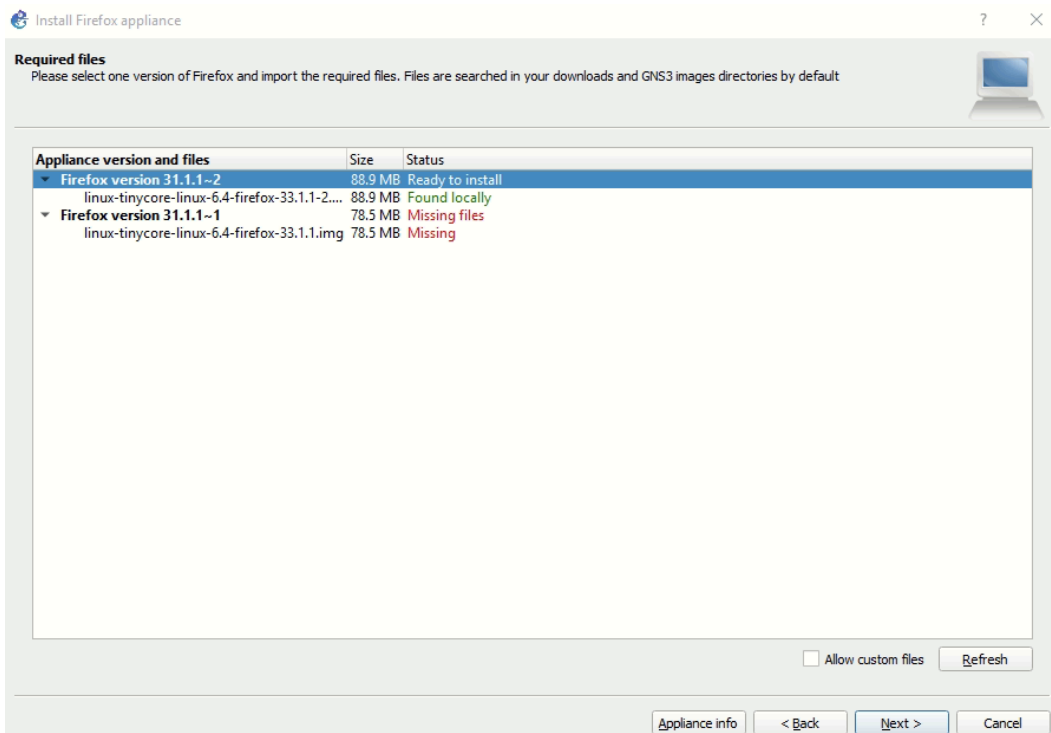 Install Firefox appliance
?
Required files
Please select one version of Firefox and import the required files. Files are searched in your downloads and GNS3 images directories by default
Appliance version and files Size Status
Firefox version 31.1.1~2 88.9 MB Ready to install
linux-tinycore-linux-6.4-firefox-33.1.1-2.... 88.9 MB Found locally
Firefox version 31.1.1~1 78.5 MB Missing files
linux-tinycore-linux-6.4-firefox-33.1.1.img 78.5 MB Missing
Allow custom files Refresh
Appliance info < Back Next > Cancel